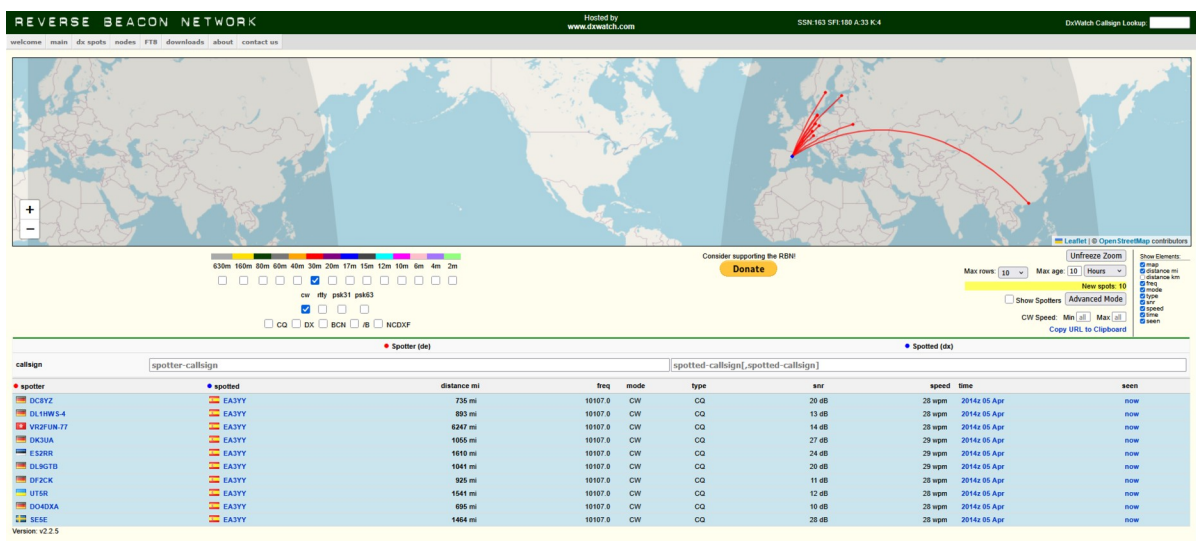 REVERSE BEACON NETWORK
Hosted by
www.dxwatch.com
SSN:163 SFI:180 A:33 K:4
DxWatch Callsign Lookup:
welcome main dx spots nodes FT8 downloads about contact us
+
−
Leaflet | © OpenStreetMap contributors
630m 160m 80m 60m 40m 30m 20m 17m 15m 12m 10m 6m 4m 2m
cw rtty psk31 psk63
CQ DX BCN /B NCDXF
Consider supporting the RBN!
Donate
Unfreeze Zoom
Max rows: 10 Max age: 10 Hours
New spots: 10
Show Spotters Advanced Mode
CW Speed: Min all Max all
Copy URL to Clipboard
Show Elements:
map
distance mi
distance km
freq
mode
type
snr
speed
time
seen
Spotter (de) Spotted (dx)
callsign spotter-callsign spotted-callsign[,spotted-callsign]
spotter spotted distance mi freq mode type snr speed time seen
DC8YZ EA3YY 735 mi 10107.0 CW CQ 20 dB 28 wpm 2014z 05 Apr now
DL1HWS-4 EA3YY 893 mi 10107.0 CW CQ 13 dB 28 wpm 2014z 05 Apr now
VR2FUN-77 EA3YY 6247 mi 10107.0 CW CQ 14 dB 28 wpm 2014z 05 Apr now
DK3UA EA3YY 1055 mi 10107.0 CW CQ 27 dB 29 wpm 2014z 05 Apr now
ES2RR EA3YY 1610 mi 10107.0 CW CQ 24 dB 29 wpm 2014z 05 Apr now
DL9GTB EA3YY 1041 mi 10107.0 CW CQ 20 dB 29 wpm 2014z 05 Apr now
DF2CK EA3YY 925 mi 10107.0 CW CQ 11 dB 28 wpm 2014z 05 Apr now
UT5R EA3YY 1541 mi 10107.0 CW CQ 12 dB 28 wpm 2014z 05 Apr now
DO4DXA EA3YY 695 mi 10107.0 CW CQ 10 dB 28 wpm 2014z 05 Apr now
SE5E EA3YY 1464 mi 10107.0 CW CQ 28 dB 28 wpm 2014z 05 Apr now
Version: v2.2.5